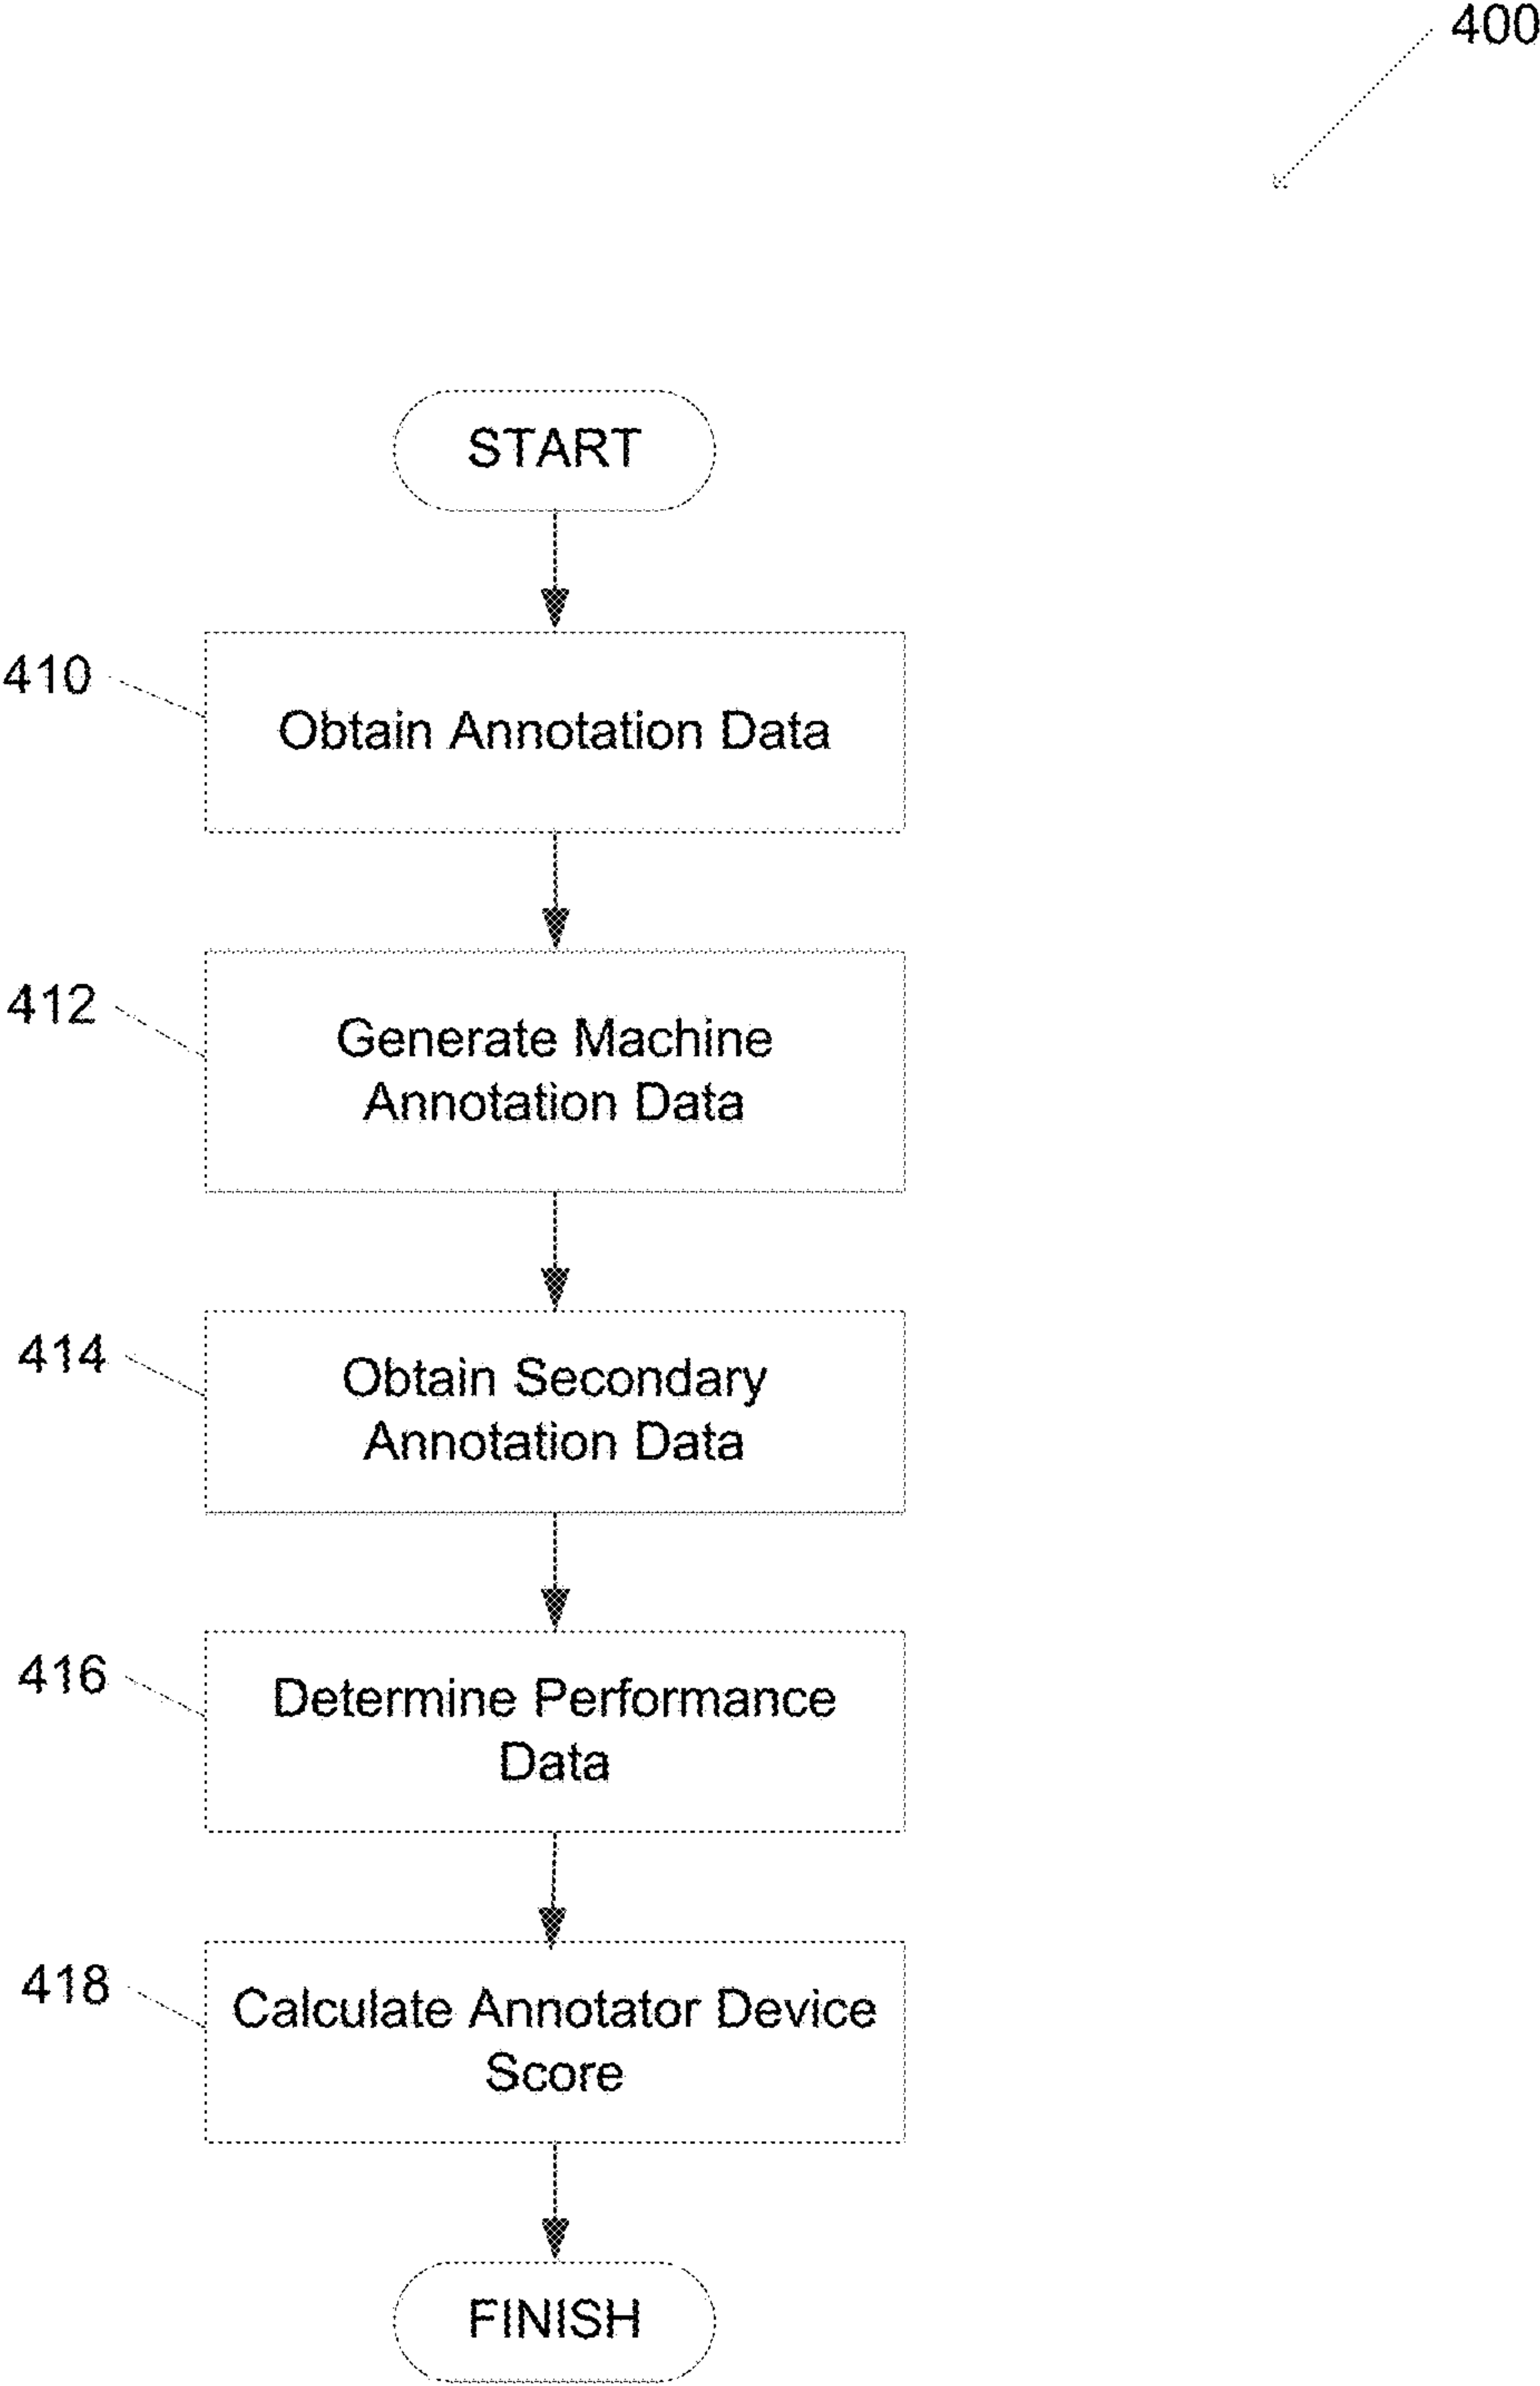 400
START
410
Obtain Annotation Data
412
Generate Machine
Annotation Data
414
Obtain Secondary
Annotation Data
416
Determine Performance
Data
418
Calculate Annotator Device
Score
FINISH